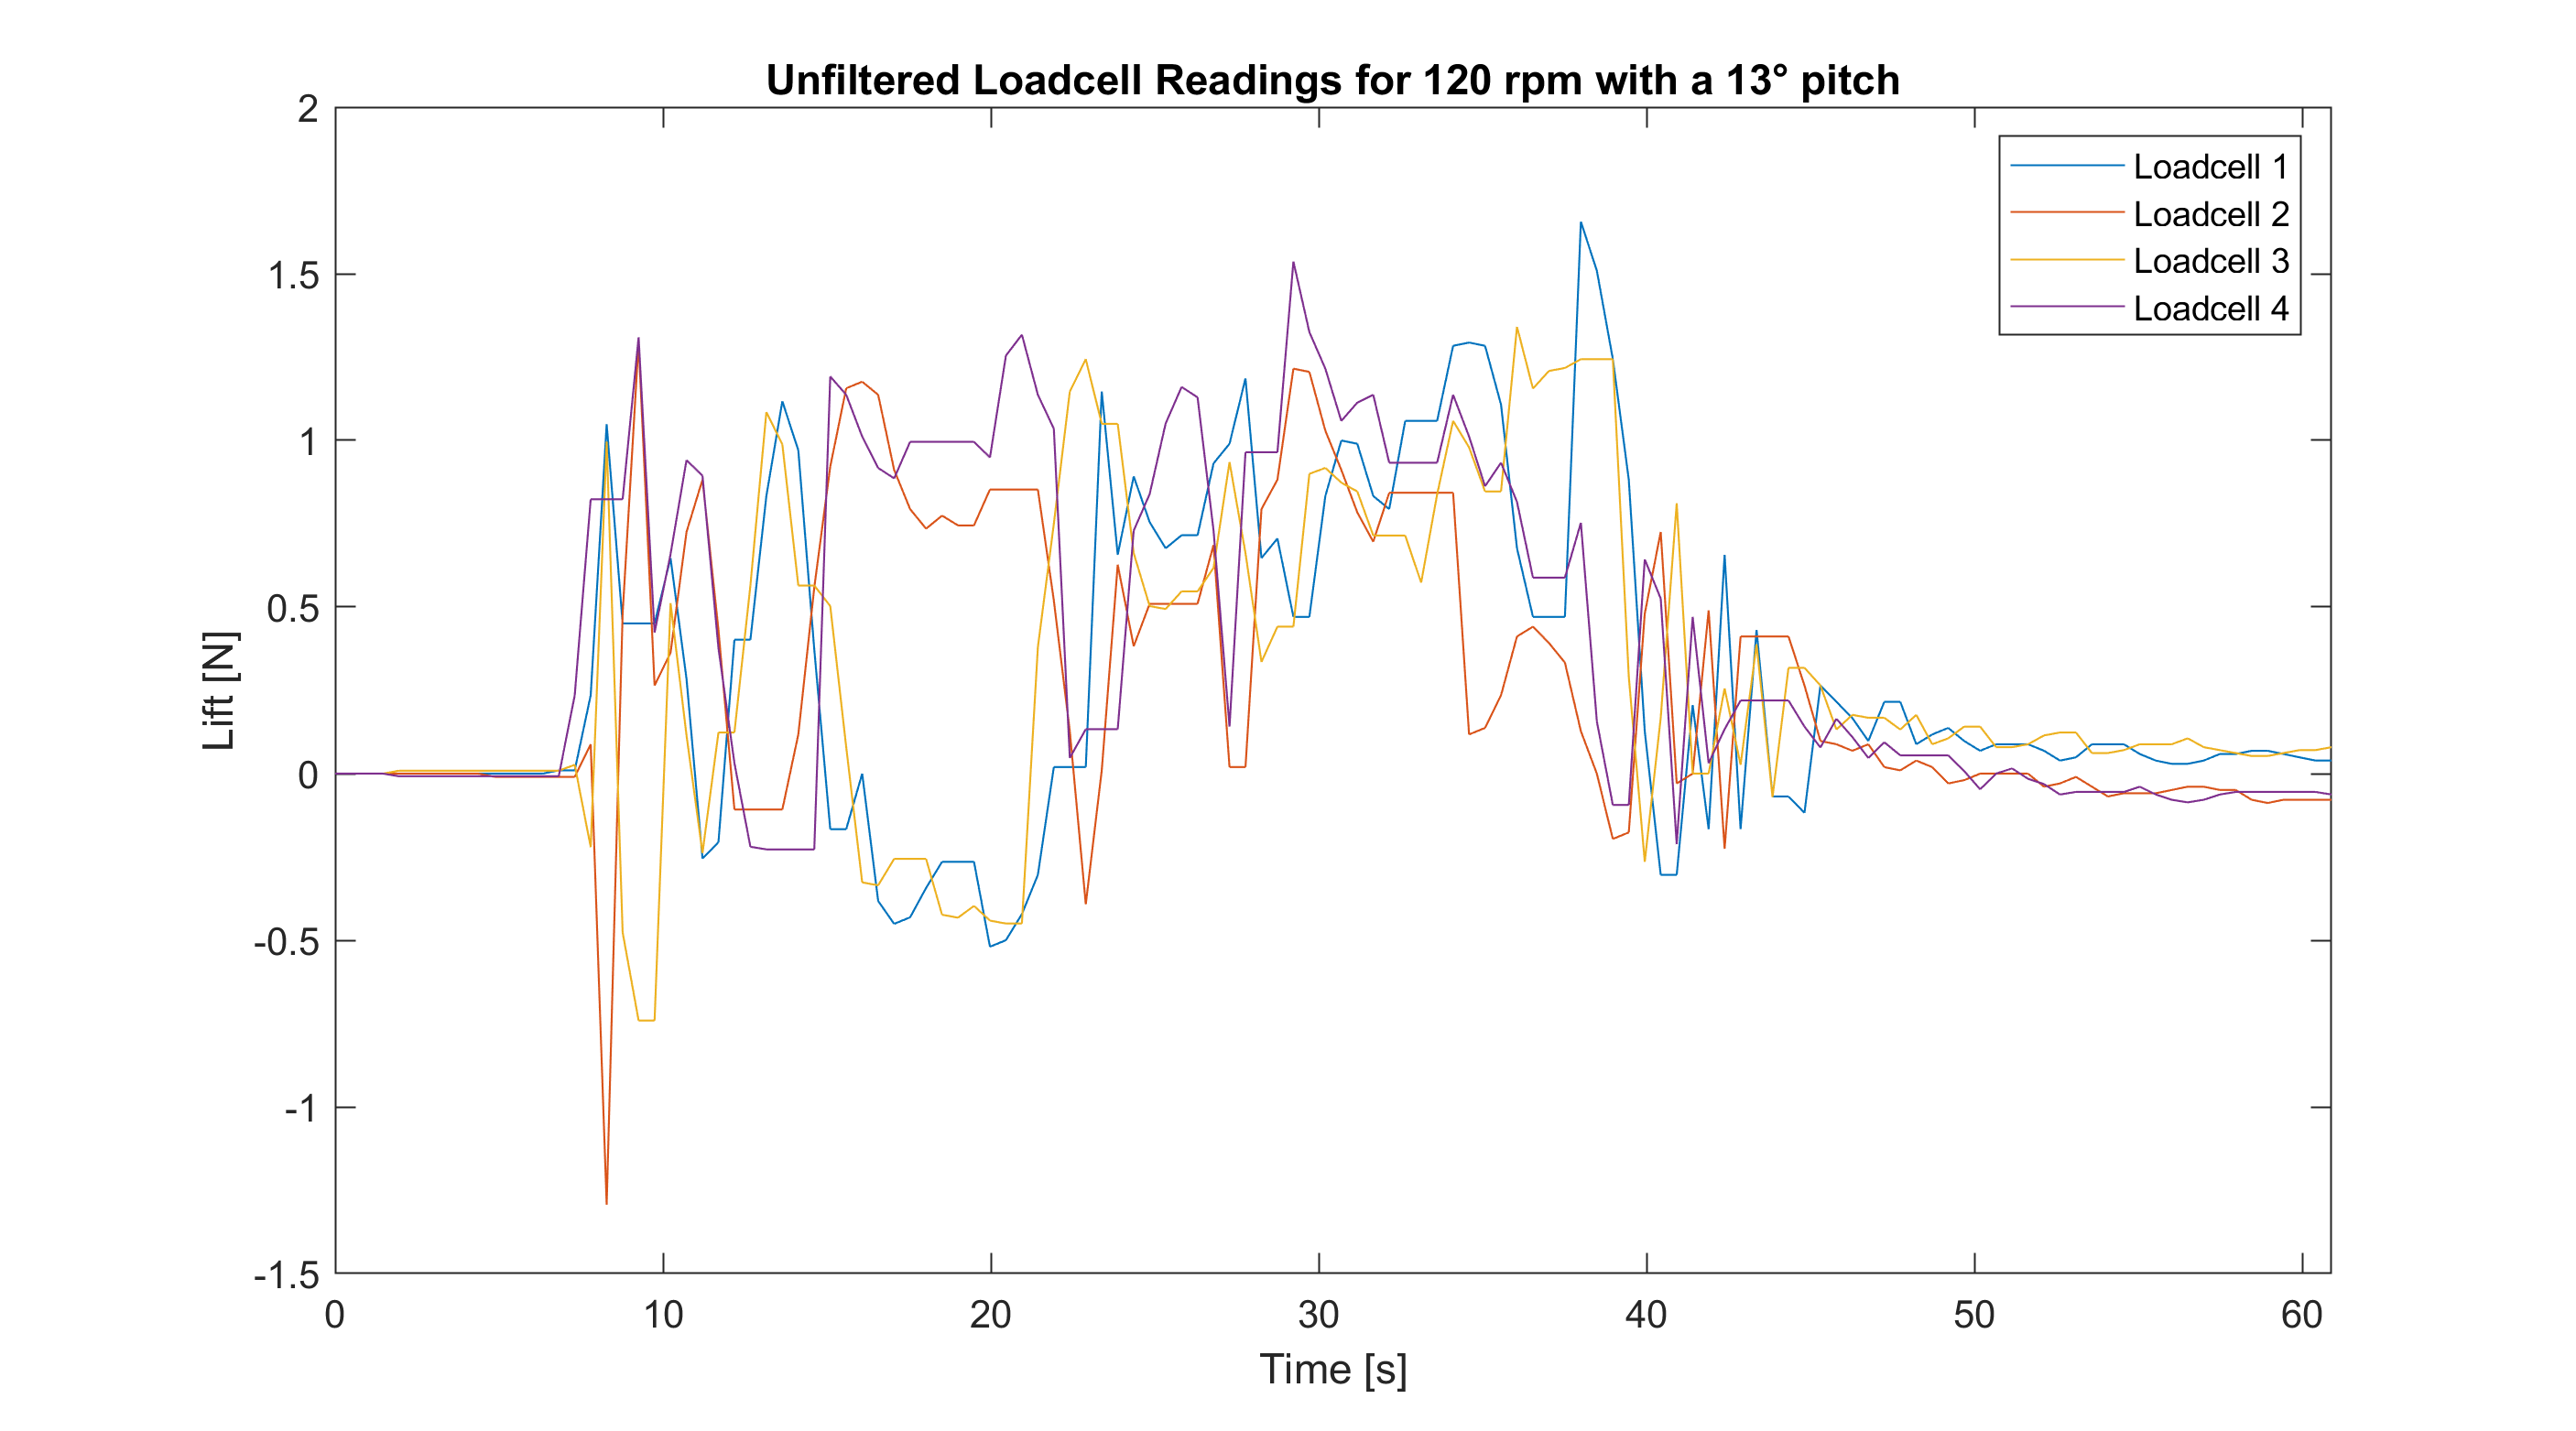 Unfiltered Loadcell Readings for 120 rpm with a 13° pitch
2
1.5
1
0.5
0
-0.5
-1
-1.5
Lift [N]
Loadcell 1
Loadcell 2
Loadcell 3
Loadcell 4
0 10 20 30 40 50 60
Time [s]